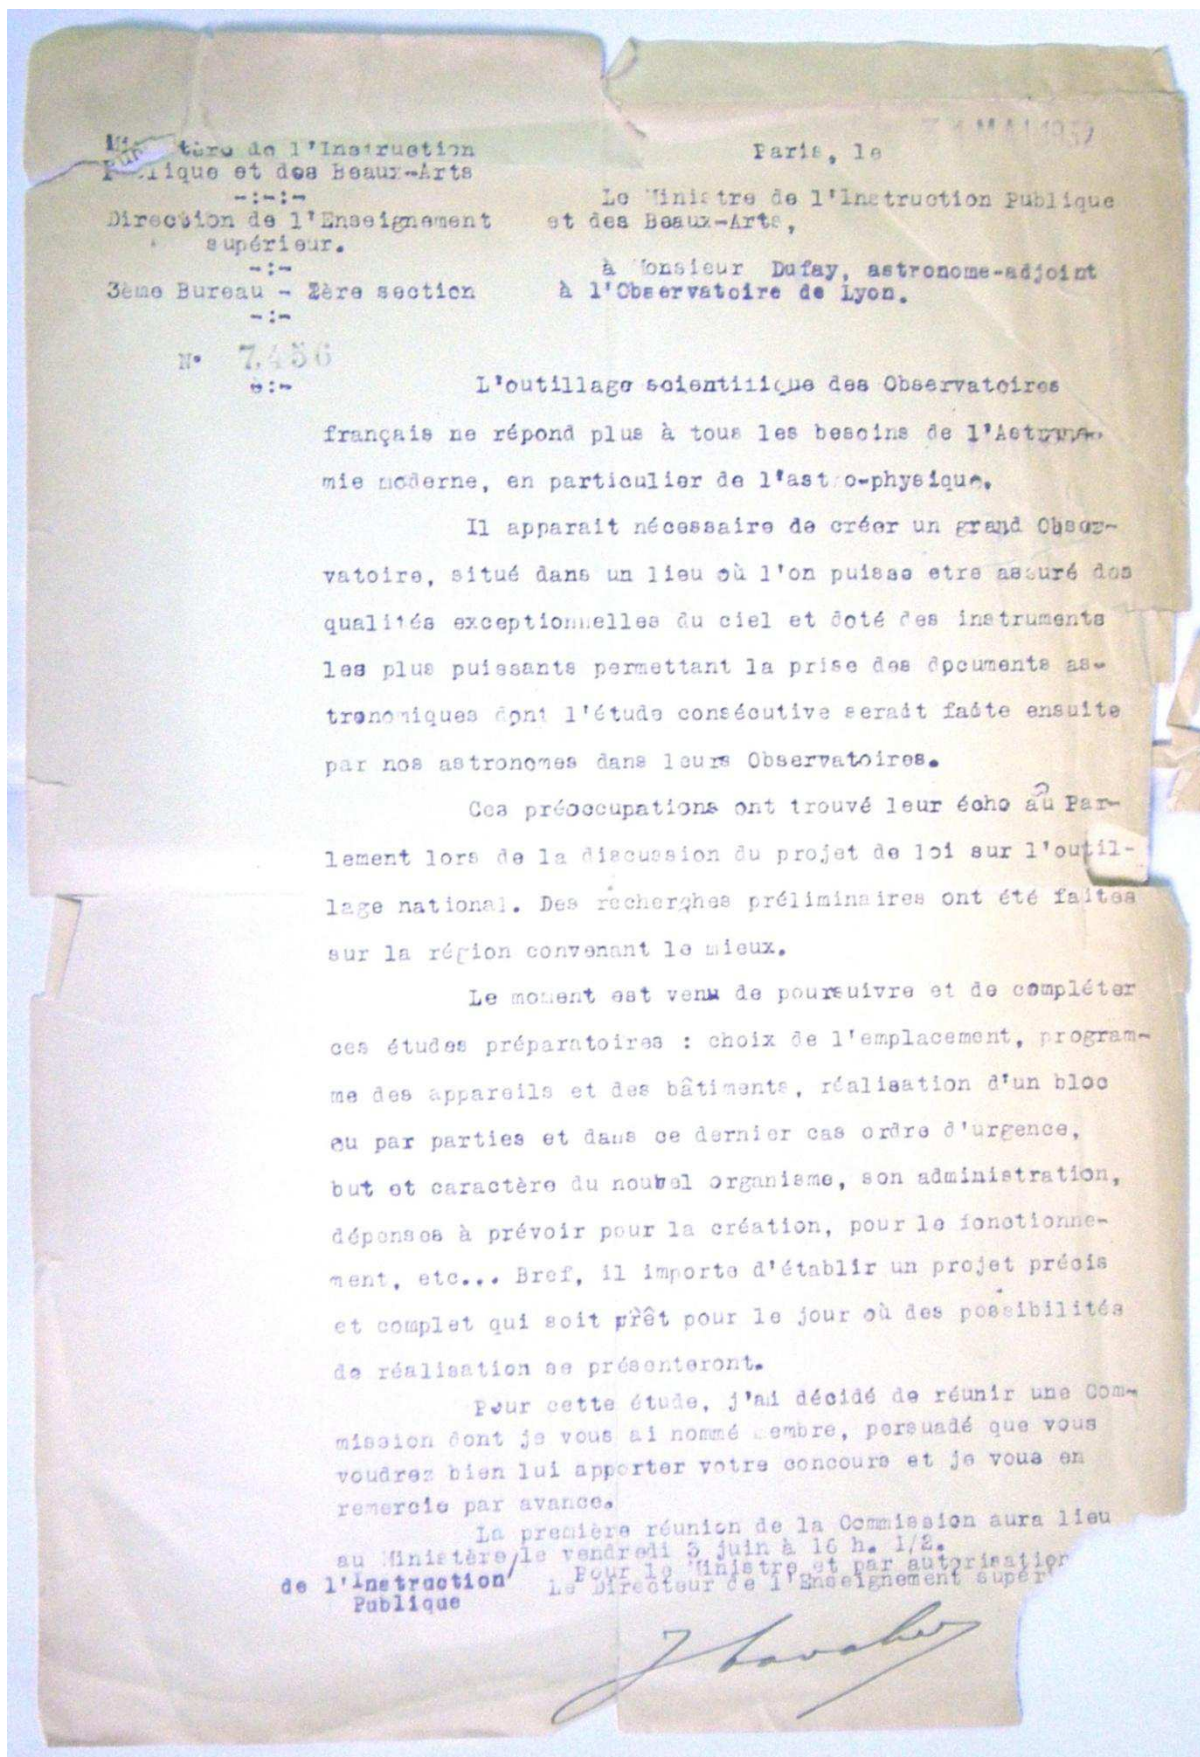 Ministère de l'Instruction
Publique et des Beaux-Arts
-:-:-
Direction de l'Enseignement
supérieur.
-:-
3ème Bureau - 2ère section
-:-
N° 7.456
è:-
MAI 1932
Paris, le
Le Ministre de l'Instruction Publique
et des Beaux-Arts,
à Monsieur Dufay, astronome-adjoint
à l'Observatoire de Lyon.
L'outillage scientifique des Observatoires
français ne répond plus à tous les besoins de l'Astrono-
mie moderne, en particulier de l'astro-physique.
Il apparait nécessaire de créer un grand Obser-
vatoire, situé dans un lieu où l'on puisse etre assuré des
qualités exceptionnelles du ciel et doté des instruments
les plus puissants permettant la prise des dpcuments as-
tronomiques dpnt l'étude consécutive serait faite ensuite
par nos astronomes dans leurs Observatoires.
Ces préoccupations ont trouvé leur écho au Par-
lement lors de la discussion du projet de loi sur l'outil-
lage national. Des recherches préliminaires ont été faites
sur la région convenant le mieux.
Le moment est venu de poursuivre et de compléter
ces études préparatoires : choix de l'emplacement, program-
me des appareils et des bâtiments, réalisation d'un bloc
ou par parties et dans ce dernier cas ordre d'urgence,
but et caractère du nouvel organisme, son administration,
dépenses à prévoir pour la création, pour le fonctionne-
ment, etc... Bref, il importe d'établir un projet précis
et complet qui soit prêt pour le jour où des possibilités
de réalisation se présenteront.
Pour cette étude, j'ai décidé de réunir une Com-
mission dont je vous ai nommé membre, persuadé que vous
voudrez bien lui apporter votre concours et je vous en
remercie par avance.
La première réunion de la Commission aura lieu
au Ministère/le vendredi 3 juin à 16 h. 1/2.
de l'Instruction/
Publique
Pour le Ministre et par autorisation
Le Directeur de l'Enseignement supér